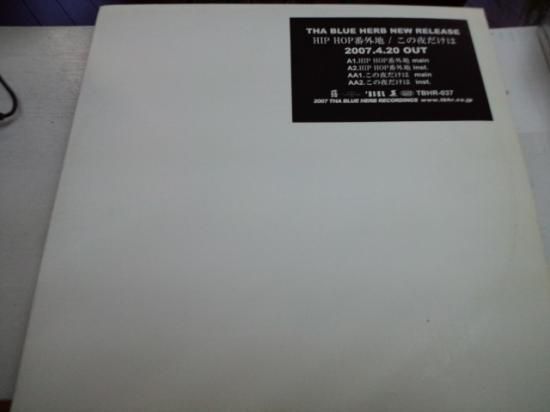 THA BLUE HERB NEW RELEASE
HIP HOP番外地 / この夜だけは
2007.4.20 OUT
A1.HIP HOP番外地 main
A2.HIP HOP番外地 inst.
AA1.この夜だけは main
AA2.この夜だけは inst.
TBHR-037
2007 THA BLUE HERB RECORDINGS www.tbhr.co.jp